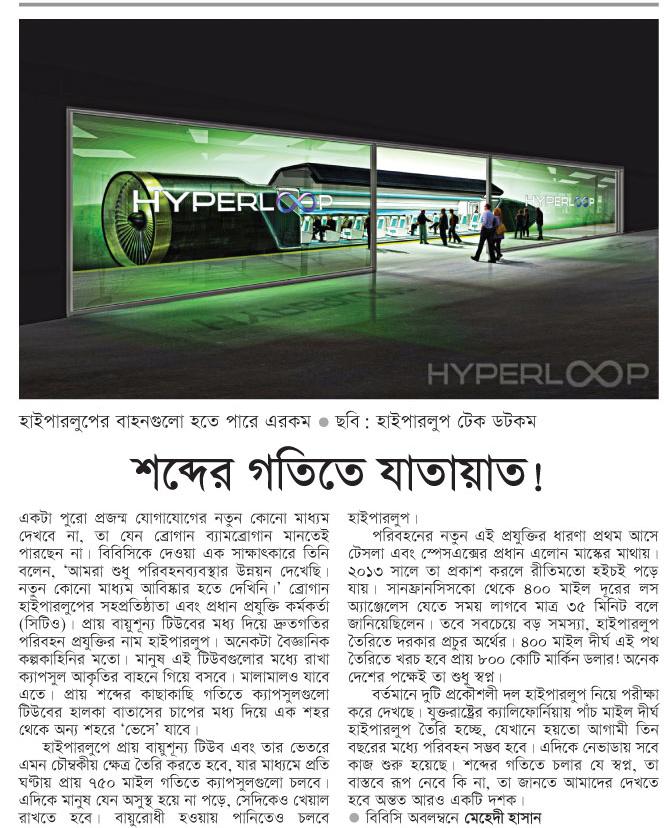 HYPERLOOP
HYPERLOOP
HYPERLOOP
হাইপারলুপের বাহনগুলো হতে পারে এরকম ● ছবি : হাইপারলুপ টেক ডটকম
শব্দের গতিতে যাতায়াত!
একটা পুরো প্রজন্ম যোগাযোগের নতুন কোনো মাধ্যম
দেখবে না, তা যেন ব্রোগান ব্যামব্রোগান মানতেই
পারছেন না। বিবিসিকে দেওয়া এক সাক্ষাৎকারে তিনি
বলেন, ‘আমরা শুধু পরিবহনব্যবস্থার উন্নয়ন দেখেছি।
নতুন কোনো মাধ্যম আবিষ্কার হতে দেখিনি।’ ব্রোগান
হাইপারলুপের সহপ্রতিষ্ঠাতা এবং প্রধান প্রযুক্তি কর্মকর্তা
(সিটিও)। প্রায় বায়ুশূন্য টিউবের মধ্য দিয়ে দ্রুতগতির
পরিবহন প্রযুক্তির নাম হাইপারলুপ। অনেকটা বৈজ্ঞানিক
কল্পকাহিনির মতো। মানুষ এই টিউবগুলোর মধ্যে রাখা
ক্যাপসুল আকৃতির বাহনে গিয়ে বসবে। মালামালও যাবে
এতে। প্রায় শব্দের কাছাকাছি গতিতে ক্যাপসুলগুলো
টিউবের হালকা বাতাসের চাপের মধ্য দিয়ে এক শহর
থেকে অন্য শহরে ‘ভেসে’ যাবে।
হাইপারলুপে প্রায় বায়ুশূন্য টিউব এবং তার ভেতরে
এমন চৌম্বকীয় ক্ষেত্র তৈরি করতে হবে, যার মাধ্যমে প্রতি
ঘণ্টায় প্রায় ৭৫০ মাইল গতিতে ক্যাপসুলগুলো চলবে।
এদিকে মানুষ যেন অসুস্থ হয়ে না পড়ে, সেদিকেও খেয়াল
রাখতে হবে। বায়ুরোধী হওয়ায় পানিতেও চলবে
হাইপারলুপ।
পরিবহনের নতুন এই প্রযুক্তির ধারণা প্রথম আসে
টেসলা এবং স্পেসএক্সের প্রধান এলোন মাস্কের মাথায়।
২০১৩ সালে তা প্রকাশ করলে রীতিমতো হইচই পড়ে
যায়। সানফ্রানসিসকো থেকে ৪০০ মাইল দূরের লস
অ্যাঞ্জেলেস যেতে সময় লাগবে মাত্র ৩৫ মিনিট বলে
জানিয়েছিলেন। তবে সবচেয়ে বড় সমস্যা, হাইপারলুপ
তৈরিতে দরকার প্রচুর অর্থের। ৪০০ মাইল দীর্ঘ এই পথ
তৈরিতে খরচ হবে প্রায় ৮০০ কোটি মার্কিন ডলার! অনেক
দেশের পক্ষেই তা শুধু স্বপ্ন।
বর্তমানে দুটি প্রকৌশলী দল হাইপারলুপ নিয়ে পরীক্ষা
করে দেখছে। যুক্তরাষ্ট্রের ক্যালিফোর্নিয়ায় পাঁচ মাইল দীর্ঘ
হাইপারলুপ তৈরি হচ্ছে, যেখানে হয়তো আগামী তিন
বছরের মধ্যে পরিবহন সম্ভব হবে। এদিকে নেভাডায় সবে
কাজ শুরু হয়েছে। শব্দের গতিতে চলার যে স্বপ্ন, তা
বাস্তবে রূপ নেবে কি না, তা জানতে আমাদের দেখতে
হবে অন্তত আরও একটি দশক।
● বিবিসি অবলম্বনে মেহেদী হাসান